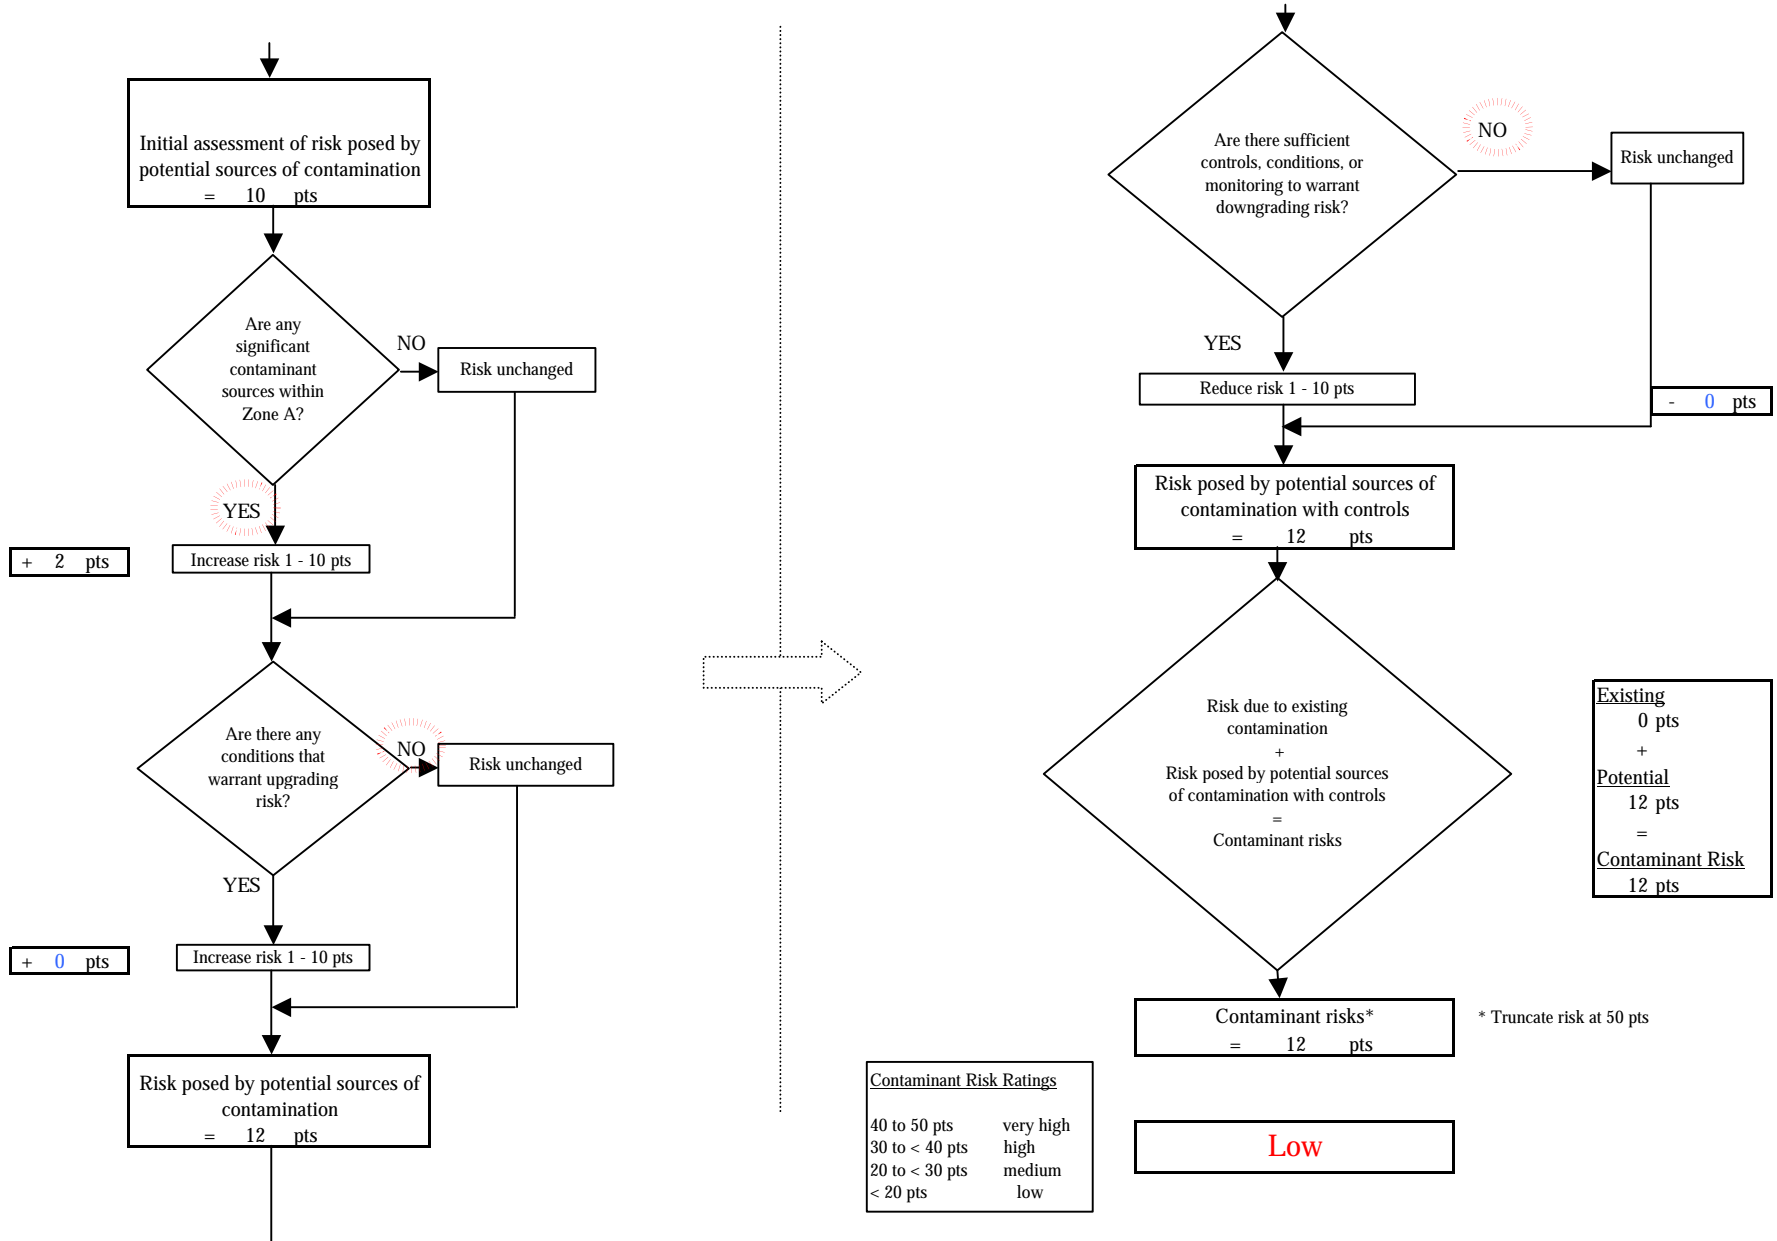 Initial assessment of risk posed by
potential sources of contamination
= 10 pts
Are any
significant
contaminant
sources within
Zone A?
NO
Risk unchanged
YES
+ 2 pts
Increase risk 1 - 10 pts
Are there any
conditions that
warrant upgrading
risk?
NO
Risk unchanged
YES
+ 0 pts
Increase risk 1 - 10 pts
Risk posed by potential sources of
contamination
= 12 pts
Are there sufficient
controls, conditions, or
monitoring to warrant
downgrading risk?
NO
Risk unchanged
YES
Reduce risk 1 - 10 pts
- 0 pts
Risk posed by potential sources of
contamination with controls
= 12 pts
Risk due to existing
contamination
+
Risk posed by potential sources
of contamination with controls
=
Contaminant risks
Existing
0 pts
+
Potential
12 pts
=
Contaminant Risk
12 pts
Contaminant risks*
= 12 pts
* Truncate risk at 50 pts
Contaminant Risk Ratings
40 to 50 pts very high
30 to < 40 pts high
20 to < 30 pts medium
< 20 pts low
Low